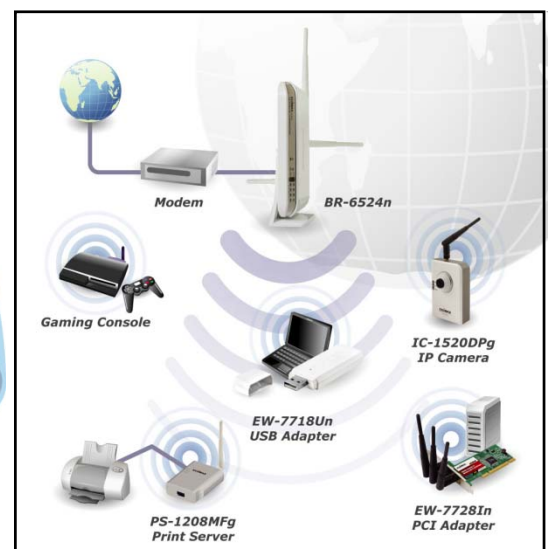 Modem
BR-6524n
Gaming Console
IC-1520DPg
IP Camera
EW-7718Un
USB Adapter
PS-1208MFg
Print Server
EW-7728In
PCI Adapter